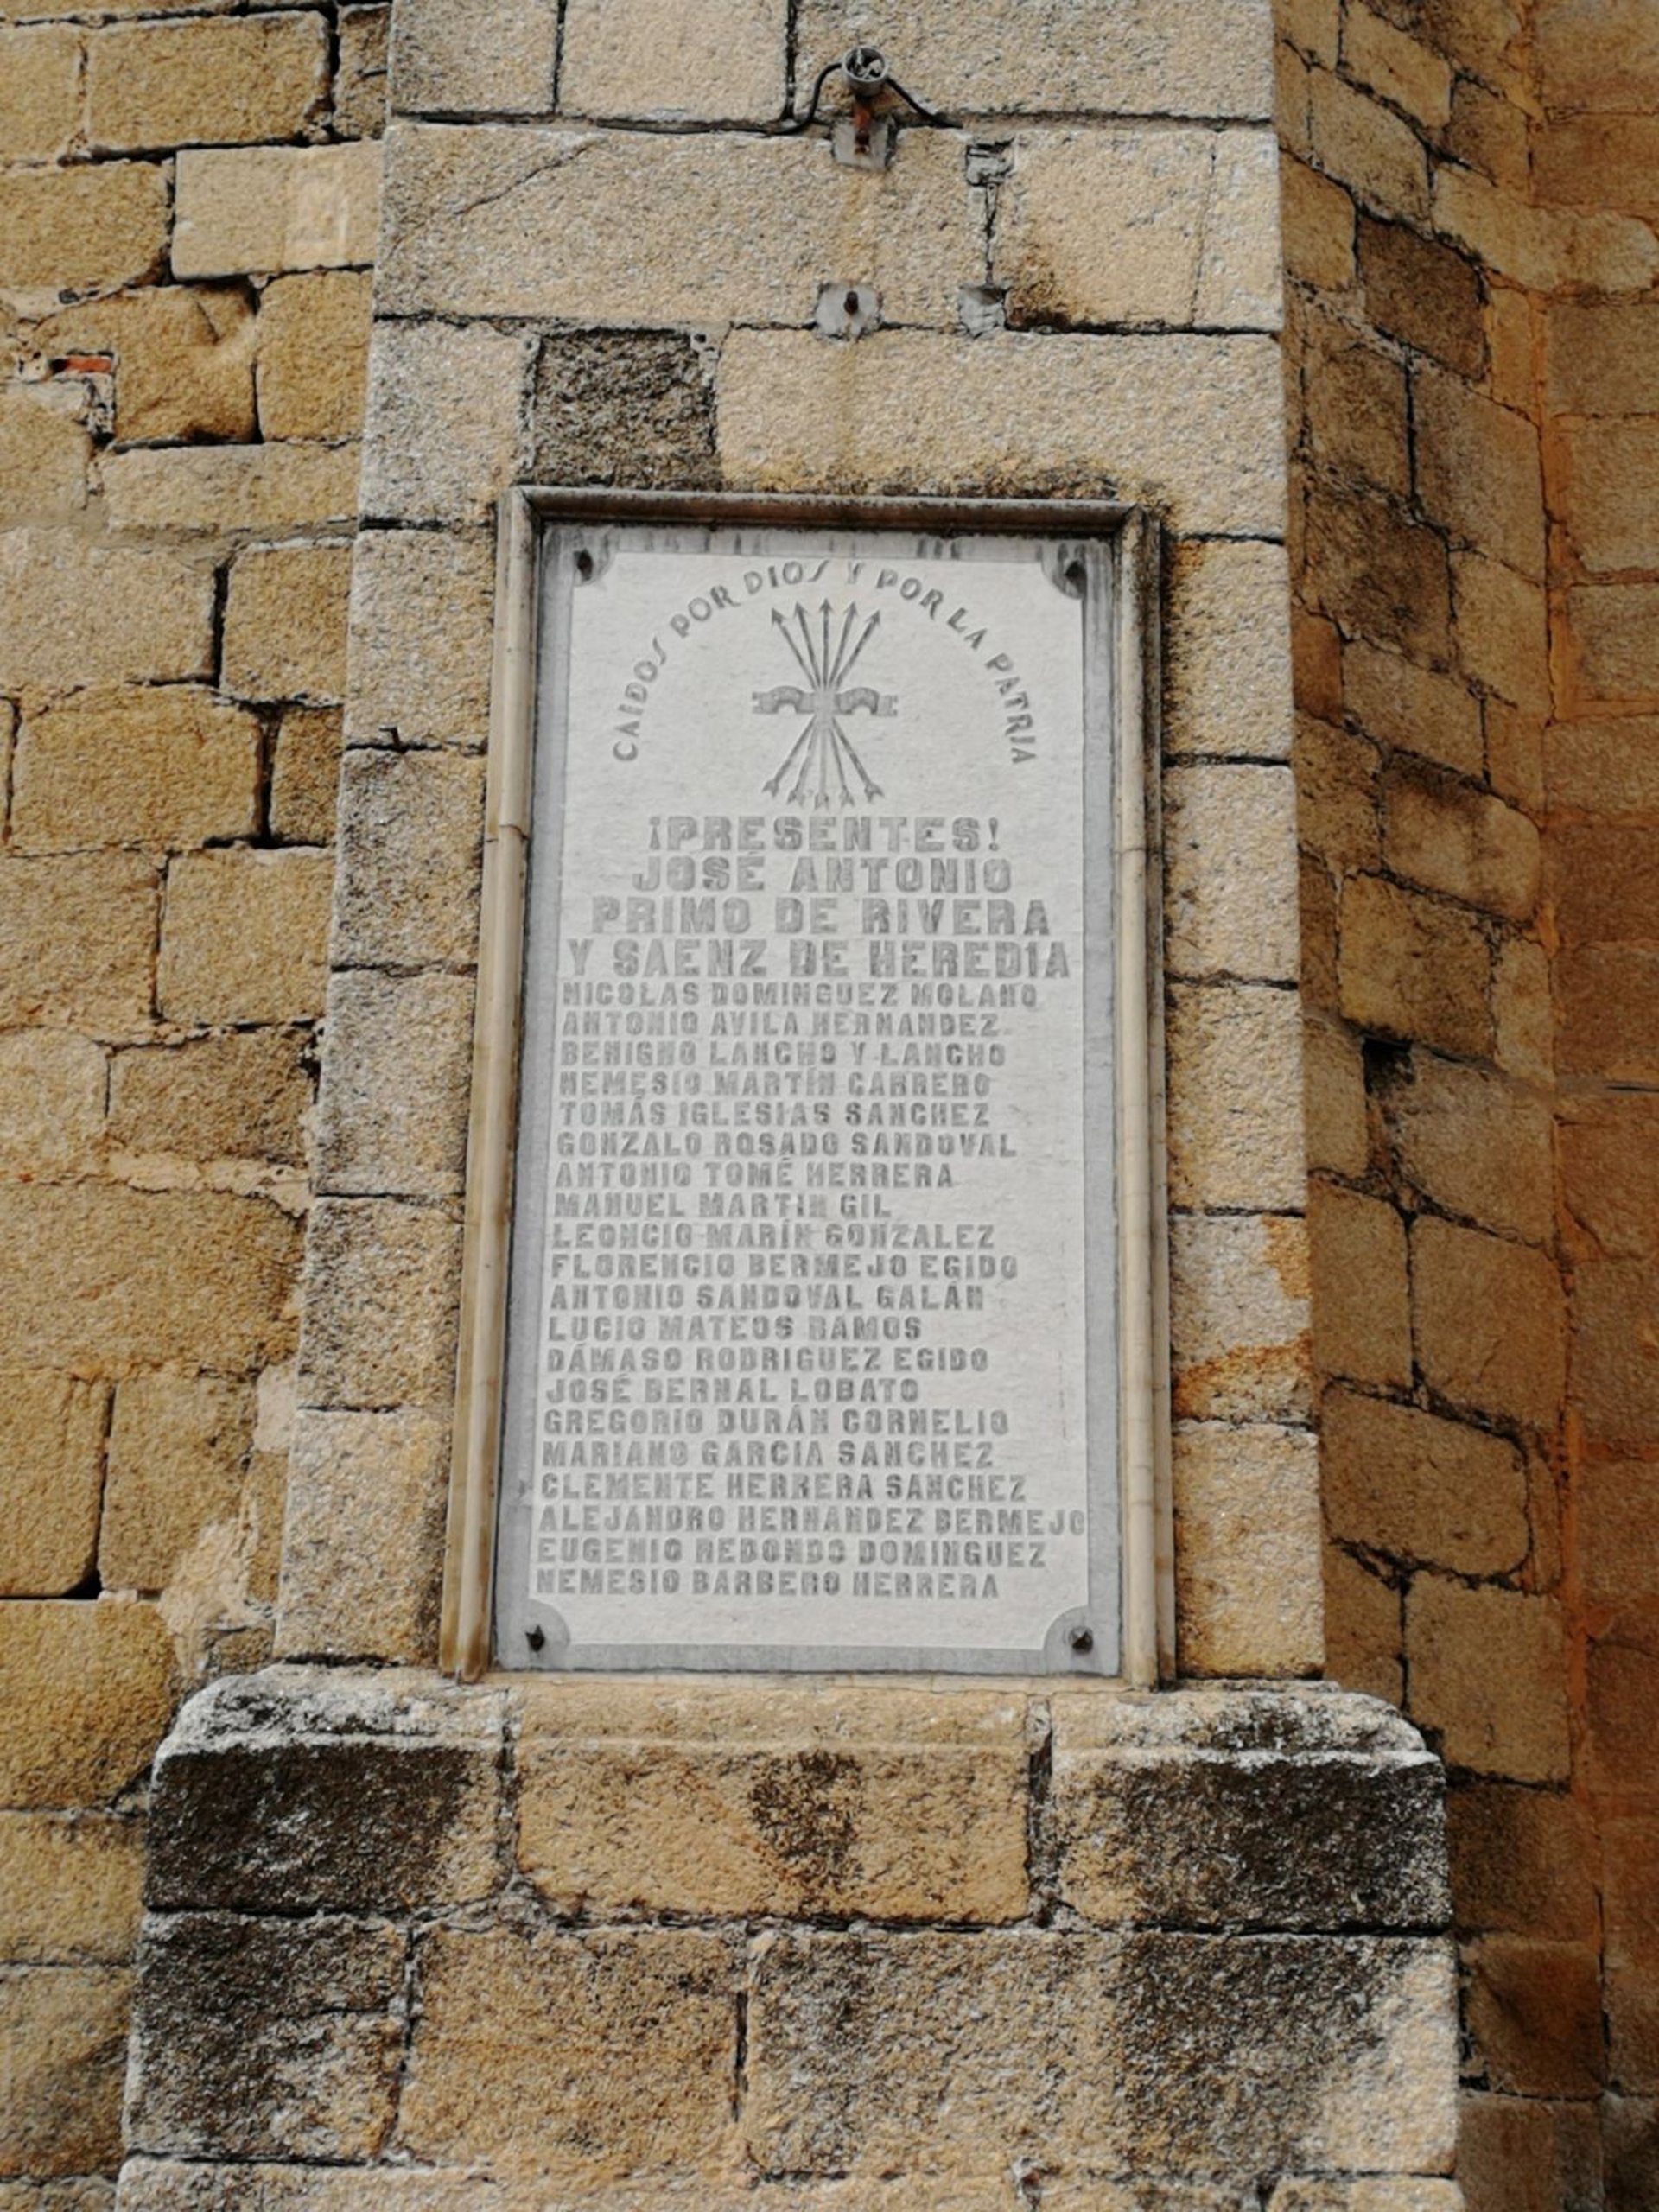 CAIDOS POR DIOS Y POR LA PATRIA
¡PRESENTES!
JOSÉ ANTONIO
PRIMO DE RIVERA
Y SAENZ DE HEREDIA
NICOLAS DOMINGUEZ MOLANO
ANTONIO AVILA HERNANDEZ
BENIGNO LANCHO Y LANCHO
NEMESIO MARTÍN CARRERO
TOMÁS IGLESIAS SANCHEZ
GONZALO ROSADO SANDOVAL
ANTONIO TOMÉ HERRERA
MANUEL MARTIN GIL
LEONCIO MARÍN GONZALEZ
FLORENCIO BERMEJO EGIDO
ANTONIO SANDOVAL GALÁN
LUCIO MATEOS RAMOS
DÁMASO RODRIGUEZ EGIDO
JOSÉ BERNAL LOBATO
GREGORIO DURÁN CORNELIO
MARIANO GARCIA SANCHEZ
CLEMENTE HERRERA SANCHEZ
ALEJANDRO HERNANDEZ BERMEJO
EUGENIO REDONDO DOMINGUEZ
NEMESIO BARBERO HERRERA